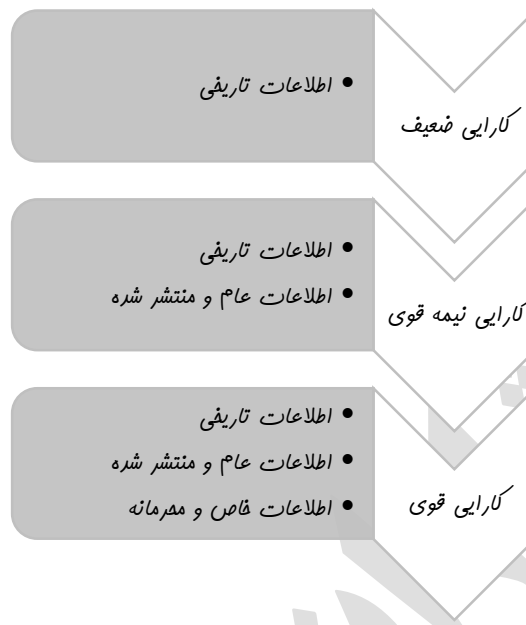 کارایی ضعیف
• اطلاعات تاریخی
کارایی نیمه قوی
• اطلاعات تاریخی
• اطلاعات عام و منتشر شده
کارایی قوی
• اطلاعات تاریخی
• اطلاعات عام و منتشر شده
• اطلاعات خاص و محرمانه